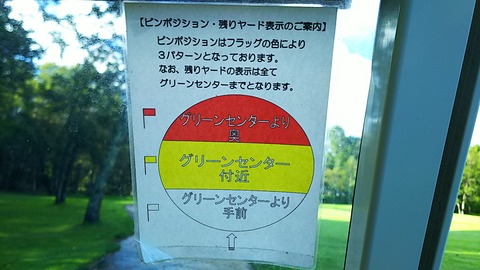 【ピンポジション・残りヤード表示のご案内】
ピンポジションはフラッグの色により
3パターンとなっております。
なお、残りヤードの表示は全て
グリーンセンターまでとなります。
グリーンセンターより
奥
グリーンセンター
付近
グリーンセンターより
手前